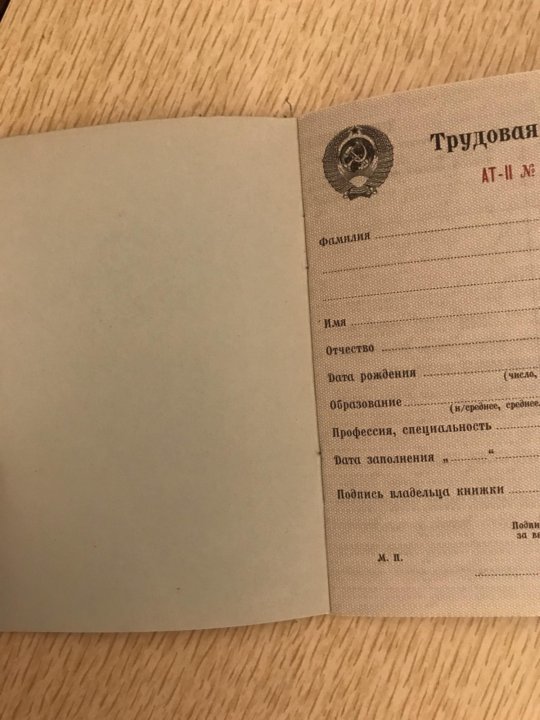 Трудовая
АТ-II №
Фамилия
Имя
Отчество
Дата рождения
(число,
Образование
(н/среднее, среднее,
Профессия, специальность
Дата заполнения „ “
Подпись владельца книжки
за
М. П.